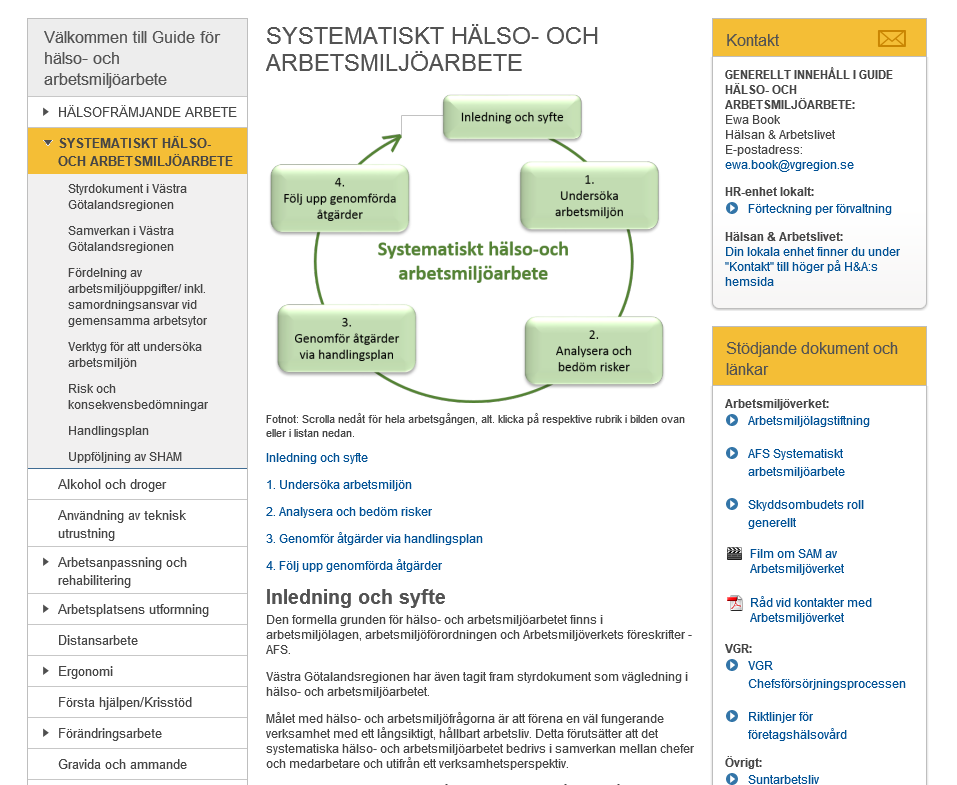 Välkommen till Guide för
hälso- och
arbetsmiljöarbete
HÄLSOFRÄMJANDE ARBETE
SYSTEMATISKT HÄLSO-
OCH ARBETSMILJÖARBETE
Styrdokument i Västra
Götalandsregionen
Samverkan i Västra
Götalandsregionen
Fördelning av
arbetsmiljöuppgifter/ inkl.
samordningsansvar vid
gemensamma arbetsytor
Verktyg för att undersöka
arbetsmiljön
Risk och
konsekvensbedömningar
Handlingsplan
Uppföljning av SHAM
Alkohol och droger
Användning av teknisk
utrustning
Arbetsanpassning och
rehabilitering
Arbetsplatsens utformning
Distansarbete
Ergonomi
Första hjälpen/Krisstöd
Förändringsarbete
Gravida och ammande
SYSTEMATISKT HÄLSO- OCH
ARBETSMILJÖARBETE
Inledning och syfte
1.
Undersöka
arbetsmiljön
2.
Analysera och
bedöm risker
3.
Genomför åtgärder
via handlingsplan
4.
Följ upp genomförda
åtgärder
Systematiskt hälso-och
arbetsmiljöarbete
Fotnot: Scrolla nedåt för hela arbetsgången, alt. klicka på respektive rubrik i bilden ovan
eller i listan nedan.
Inledning och syfte
1. Undersöka arbetsmiljön
2. Analysera och bedöm risker
3. Genomför åtgärder via handlingsplan
4. Följ upp genomförda åtgärder
Inledning och syfte
Den formella grunden för hälso- och arbetsmiljöarbetet finns i
arbetsmiljölagen, arbetsmiljöförordningen och Arbetsmiljöverkets föreskrifter -
AFS.
Västra Götalandsregionen har även tagit fram styrdokument som vägledning i
hälso- och arbetsmiljöarbetet.
Målet med hälso- och arbetsmiljöfrågorna är att förena en väl fungerande
verksamhet med ett långsiktigt, hållbart arbetsliv. Detta förutsätter att det
systematiska hälso- och arbetsmiljöarbetet bedrivs i samverkan mellan chefer
och medarbetare och utifrån ett verksamhetsperspektiv.
Kontakt
GENERELLT INNEHÅLL I GUIDE
HÄLSO- OCH
ARBETSMILJÖARBETE:
Ewa Book
Hälsan & Arbetslivet
E-postadress:
ewa.book@vgregion.se
HR-enhet lokalt:
Förteckning per förvaltning
Hälsan & Arbetslivet:
Din lokala enhet finner du under
"Kontakt" till höger på H&A:s
hemsida
Stödjande dokument och
länkar
Arbetsmiljöverket:
Arbetsmiljölagstiftning
AFS Systematiskt
arbetsmiljöarbete
Skyddsombudets roll
generellt
Film om SAM av
Arbetsmiljöverket
Råd vid kontakter med
Arbetsmiljöverket
VGR:
VGR
Chefsförsörjningsprocessen
Riktlinjer för
företagshälsovård
Övrigt:
Suntarbetsliv